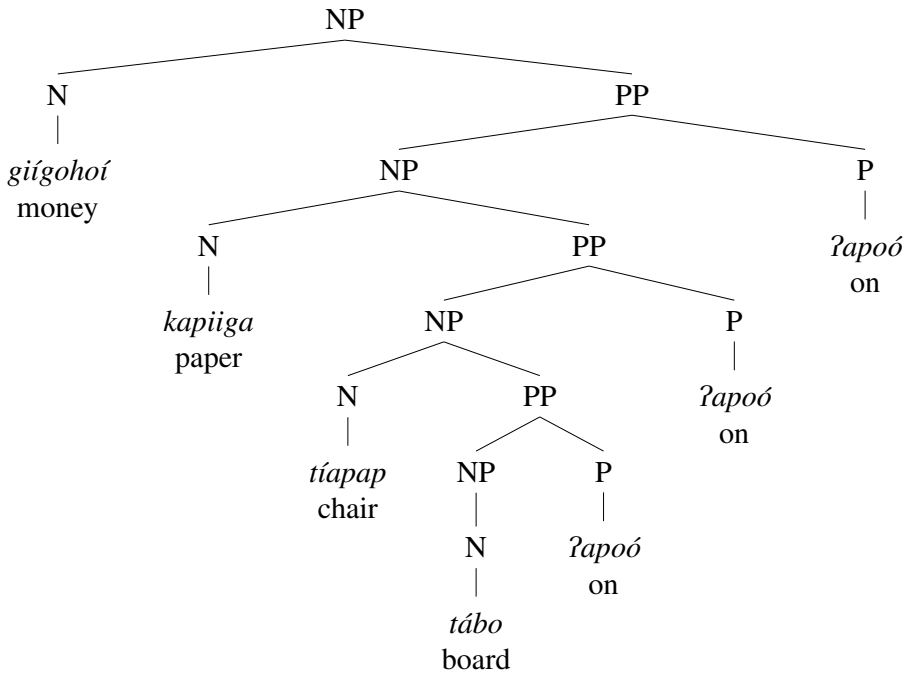 NP
N PP
giígohoí NP P
money
N PP ʔapoó
on
kapiiga NP P
paper
N PP ʔapoó
on
tíapap NP P
chair
N ʔapoó
on
tábo
board